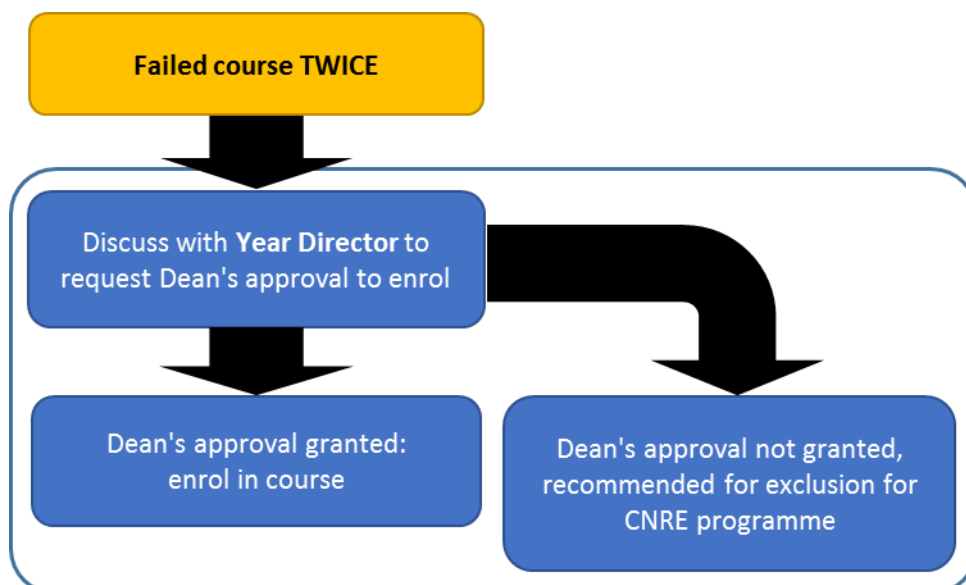 Failed course TWICE
Discuss with Year Director to
request Dean's approval to enrol
Dean's approval granted:
enrol in course
Dean's approval not granted,
recommended for exclusion for
CNRE programme